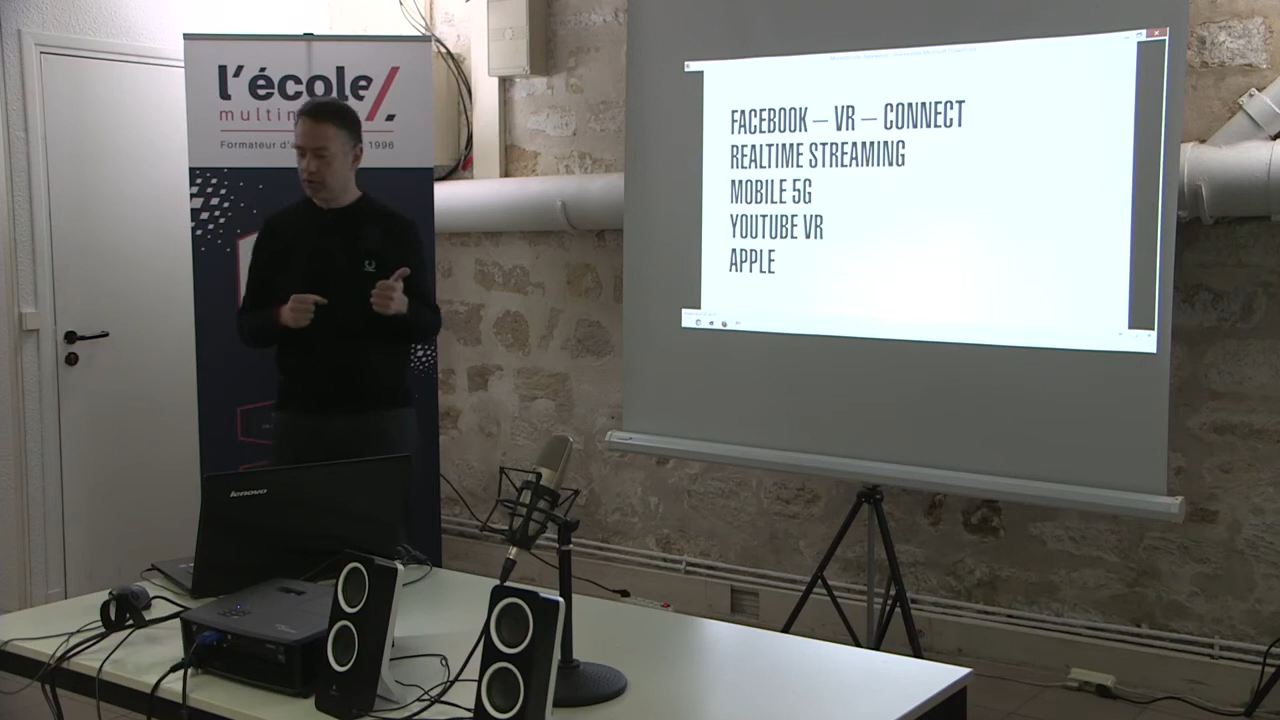 l'école/.
multim
Formateur d' 1996
FACEBOOK – VR – CONNECT
REALTIME STREAMING
MOBILE 5G
YOUTUBE VR
APPLE
lenovo